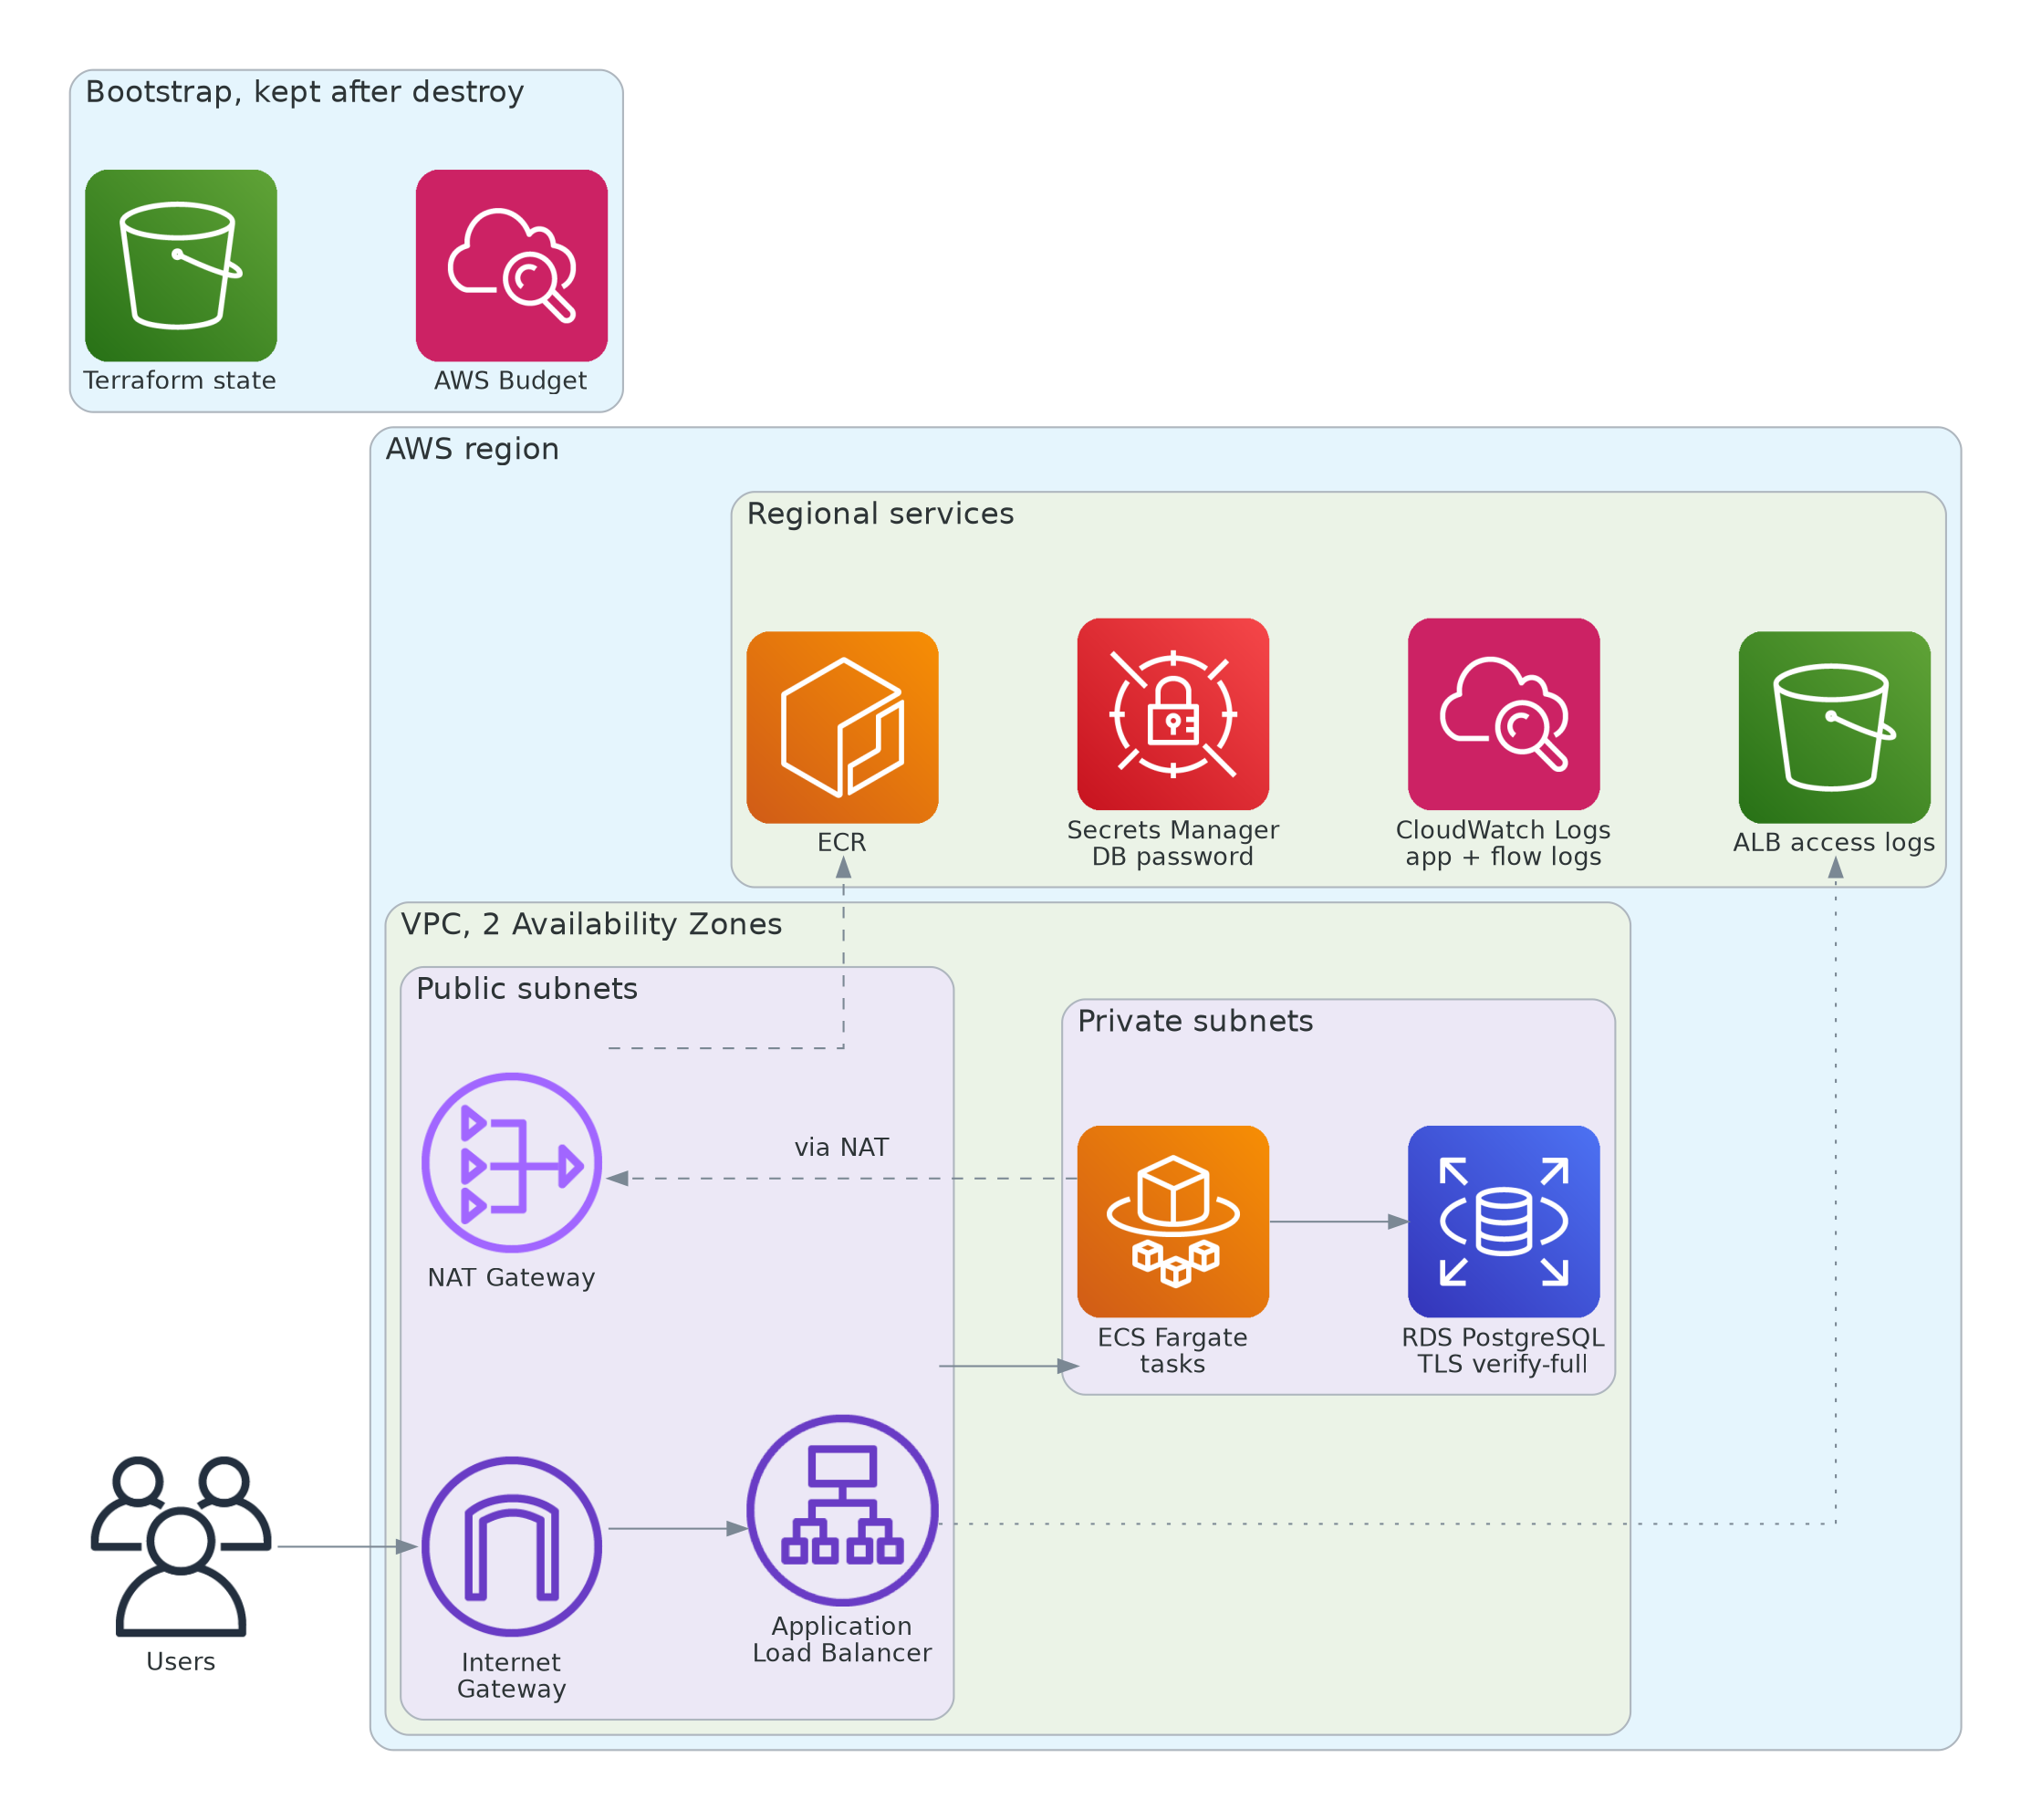 Bootstrap, kept after destroy
Terraform state
AWS Budget
AWS region
Regional services
ECR
Secrets Manager
DB password
CloudWatch Logs
app + flow logs
ALB access logs
VPC, 2 Availability Zones
Public subnets
Private subnets
via NAT
NAT Gateway
ECS Fargate
tasks
RDS PostgreSQL
TLS verify-full
Users
Internet
Gateway
Application
Load Balancer